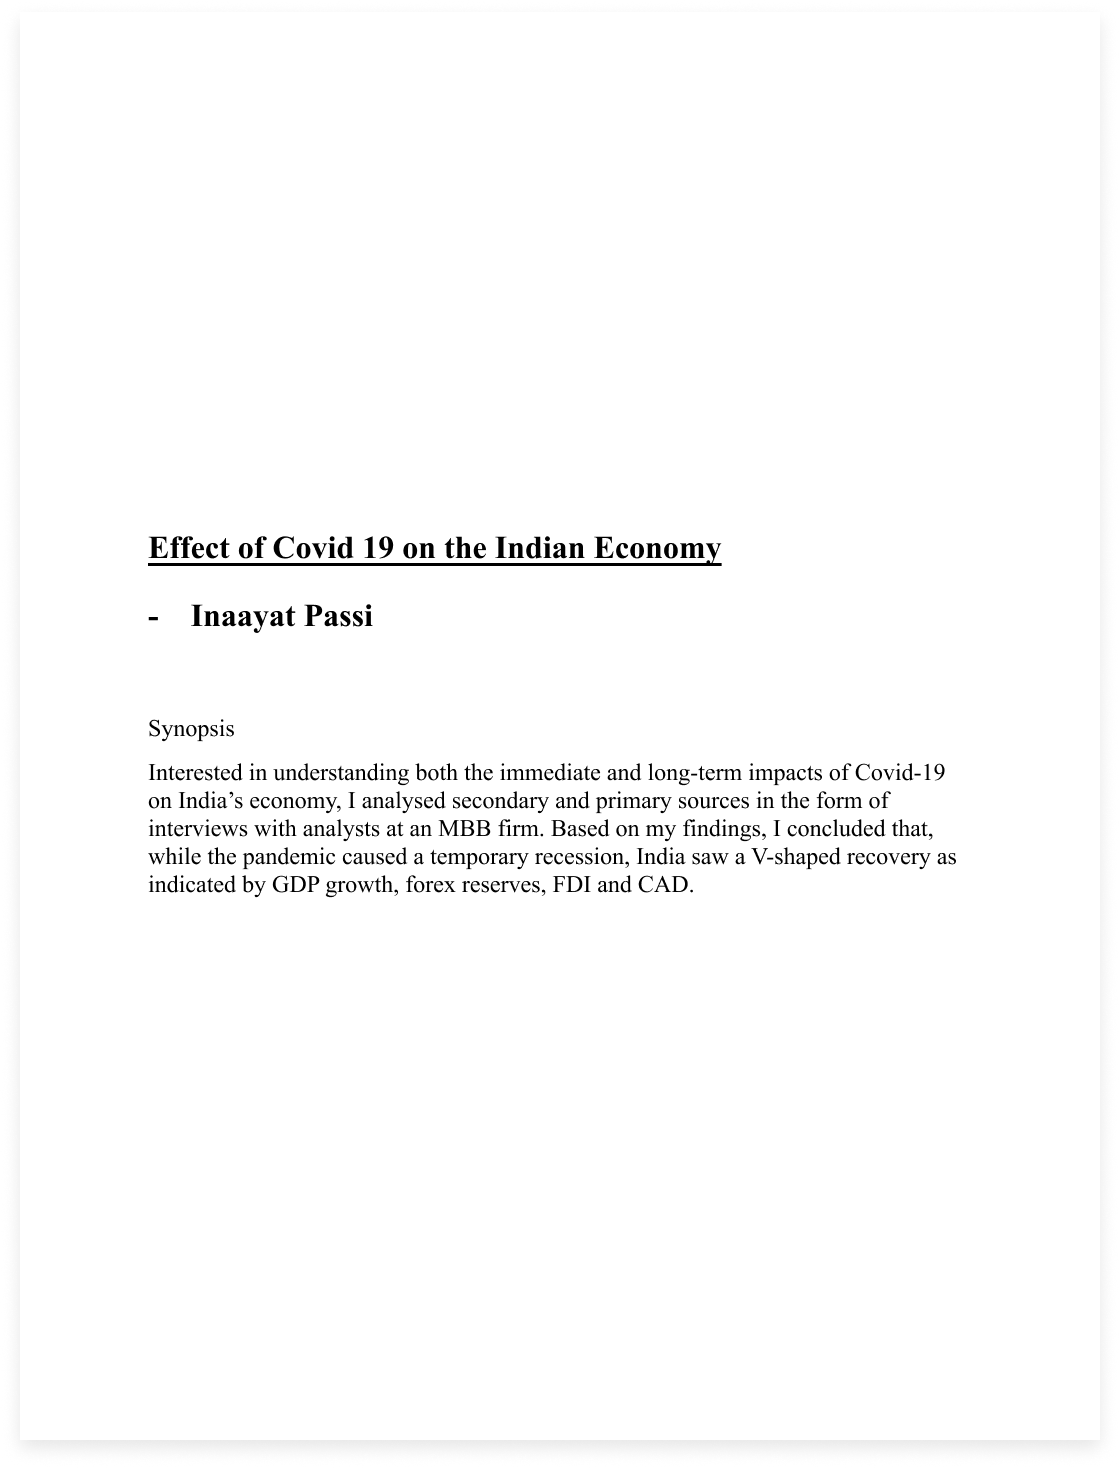 Effect of Covid 19 on the Indian Economy
- Inaayat Passi
Synopsis
Interested in understanding both the immediate and long-term impacts of Covid-19
on India’s economy, I analysed secondary and primary sources in the form of
interviews with analysts at an MBB firm. Based on my findings, I concluded that,
while the pandemic caused a temporary recession, India saw a V-shaped recovery as
indicated by GDP growth, forex reserves, FDI and CAD.